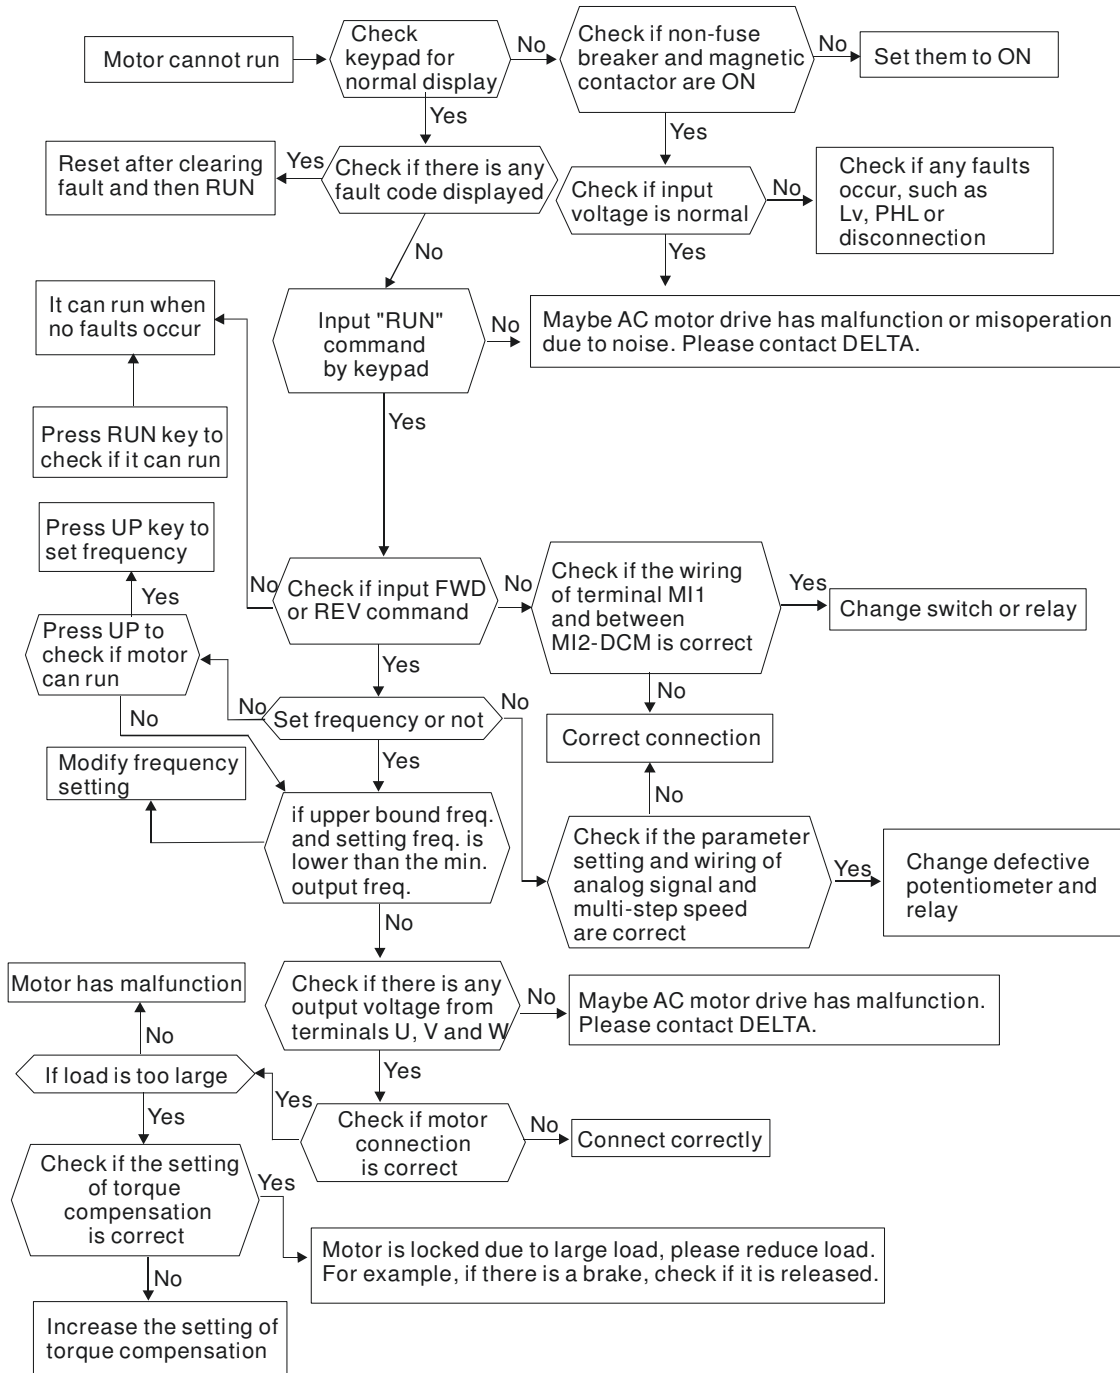 Motor cannot run
Check
keypad for
normal display
No
Check if non-fuse
breaker and magnetic
contactor are ON
No
Set them to ON
Yes
Yes
Reset after clearing
fault and then RUN
Yes
Check if there is any
fault code displayed
Check if input
voltage is normal
No
Check if any faults
occur, such as
Lv, PHL or
disconnection
No
Yes
It can run when
no faults occur
Input "RUN"
command
by keypad
No
Maybe AC motor drive has malfunction or misoperation
due to noise. Please contact DELTA.
Yes
Press RUN key to
check if it can run
Press UP key to
set frequency
Yes
No
Check if input FWD
or REV command
No
Check if the wiring
of terminal MI1
and between
MI2-DCM is correct
Yes
Change switch or relay
Press UP to
check if motor
can run
Yes
No
No
No
Set frequency or not
No
Correct connection
Yes
No
Modify frequency
setting
if upper bound freq.
and setting freq. is
lower than the min.
output freq.
Check if the parameter
setting and wiring of
analog signal and
multi-step speed
are correct
Yes
Change defective
potentiometer and
relay
No
Motor has malfunction
Check if there is any
output voltage from
terminals U, V and W
No
Maybe AC motor drive has malfunction.
Please contact DELTA.
No
Yes
If load is too large
Yes
Yes
Check if motor
connection
is correct
No
Connect correctly
Check if the setting
of torque
compensation
is correct
Yes
Motor is locked due to large load, please reduce load.
For example, if there is a brake, check if it is released.
No
Increase the setting of
torque compensation